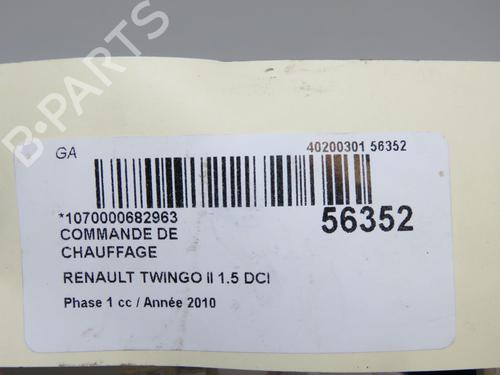 B-PARTS
GA
40200301 56352
*1070000682963
56352
COMMANDE DE
CHAUFFAGE
RENAULT TWINGO II 1.5 DCI
Phase 1 cc / Année 2010